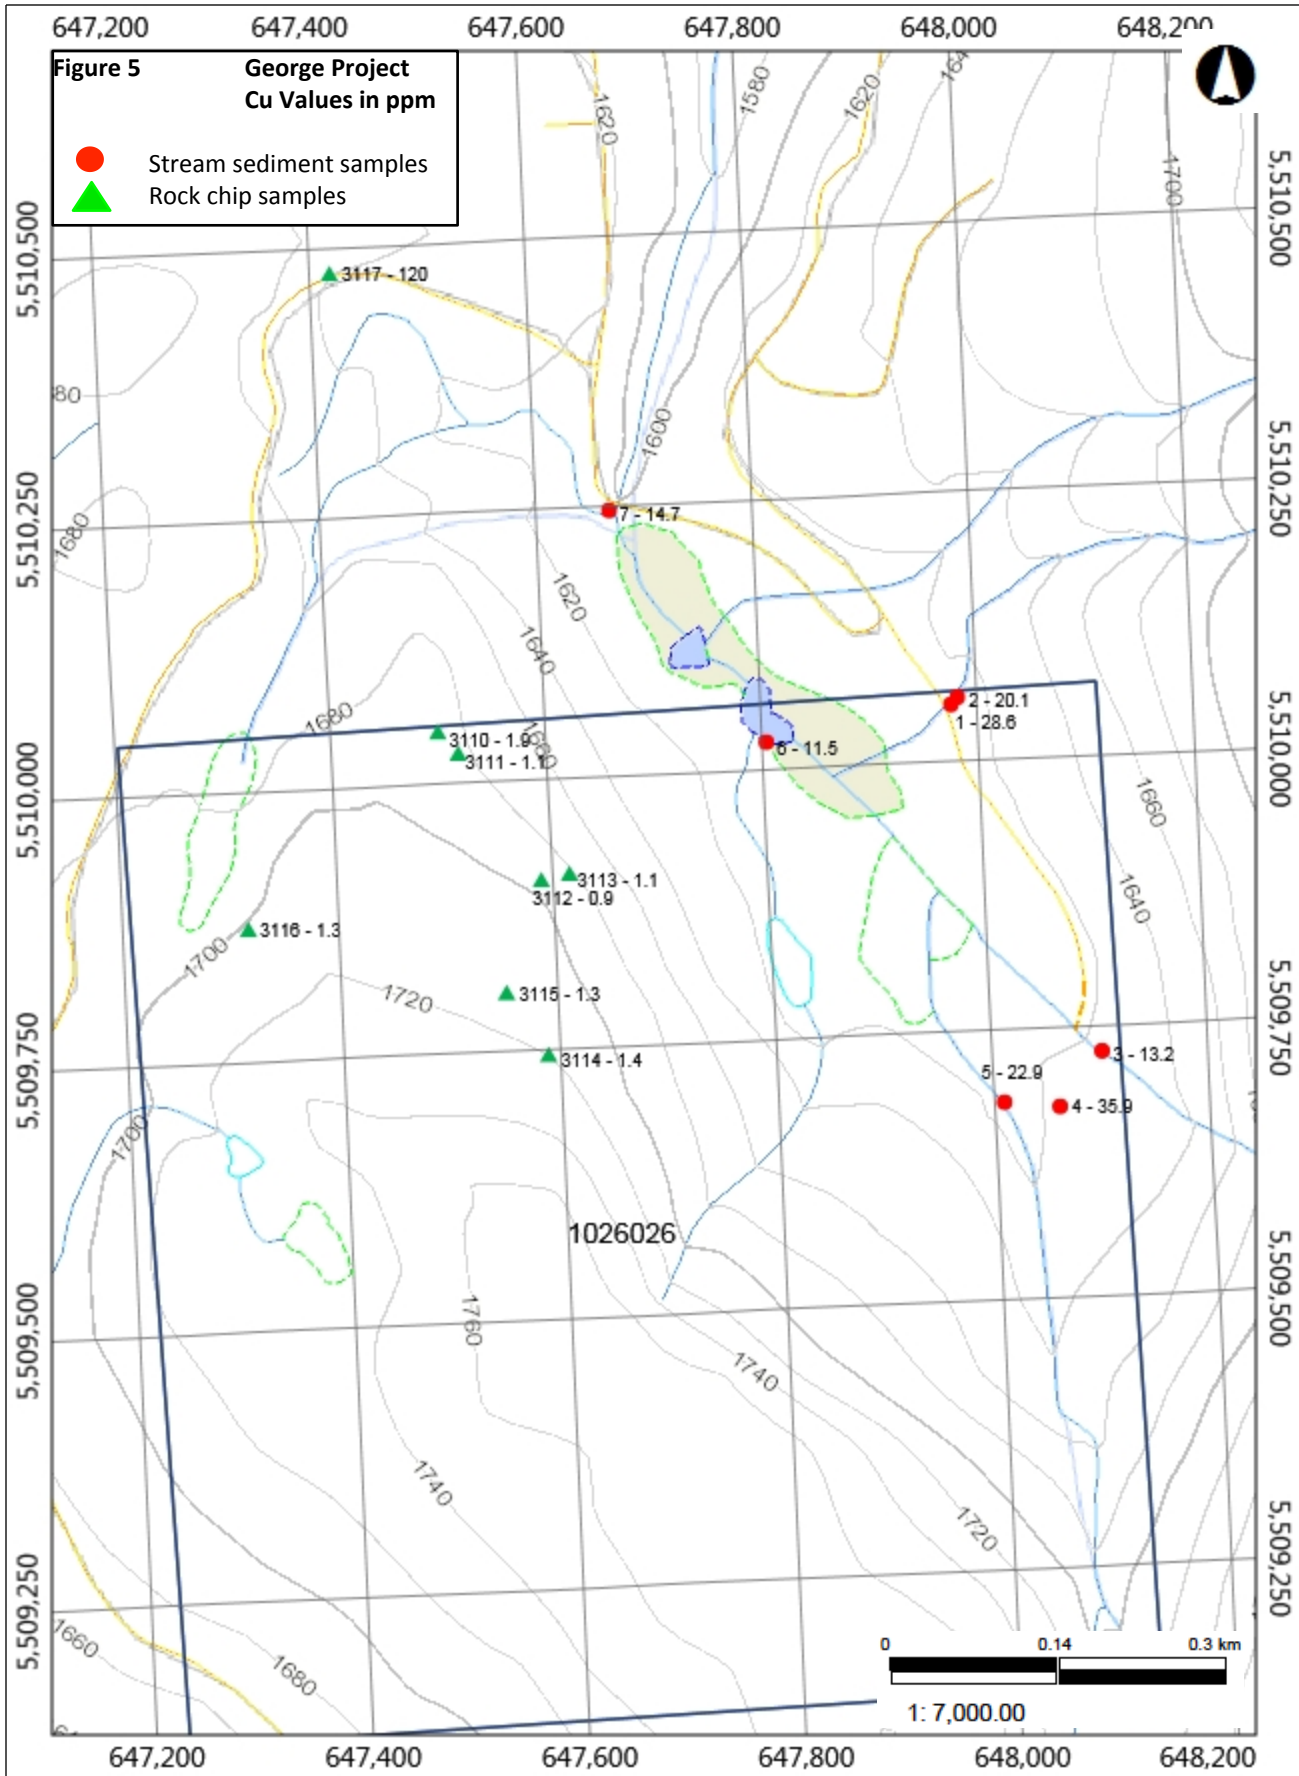 647,200 647,400 647,600 647,800 648,000 648,200
Figure 5 George Project
Cu Values in ppm
Stream sediment samples
Rock chip samples
1620
1580
1620
164
1700
5,510,500
5,510,500
3117 - 120
80
1600
5,510,250
5,510,250
1680
7 - 14.7
1620
1640
1680
1660
2 - 20.1
1 - 28.6
3110 - 1.9
3111 - 1.1
6 - 11.5
5,510,000
5,510,000
1660
3113 - 1.1
3112 - 0.9
1640
3116 - 1.3
1700
1720
3115 - 1.3
5,509,750
5,509,750
3114 - 1.4
3 - 13.2
5 - 22.9
4 - 35.9
1700
1026026
5,509,500
5,509,500
1760
1740
1740
1720
5,509,250
5,509,250
1660
1680
0 0.14 0.3 km
1: 7,000.00
647,200 647,400 647,600 647,800 648,000 648,200